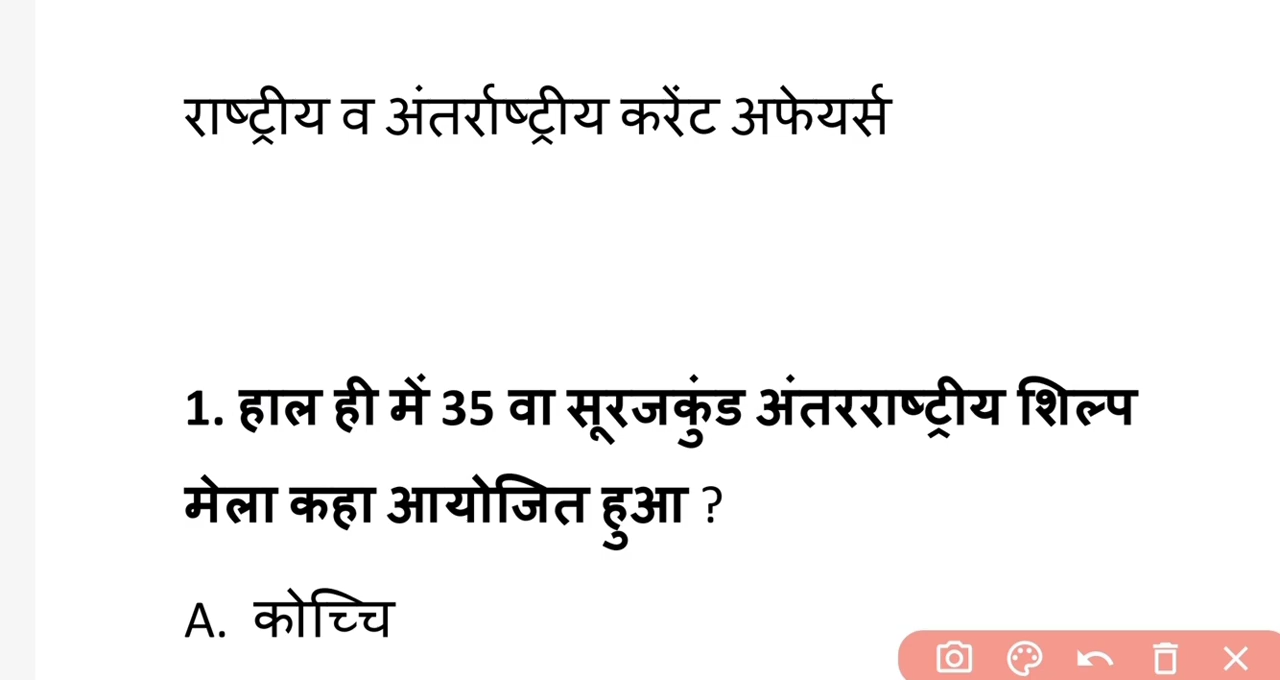 राष्ट्रीय व अंतर्राष्ट्रीय करेंट अफेयर्स
1. हाल ही में 35 वा सूरजकुंड अंतरराष्ट्रीय शिल्प
मेला कहा आयोजित हुआ ?
A. कोच्चि